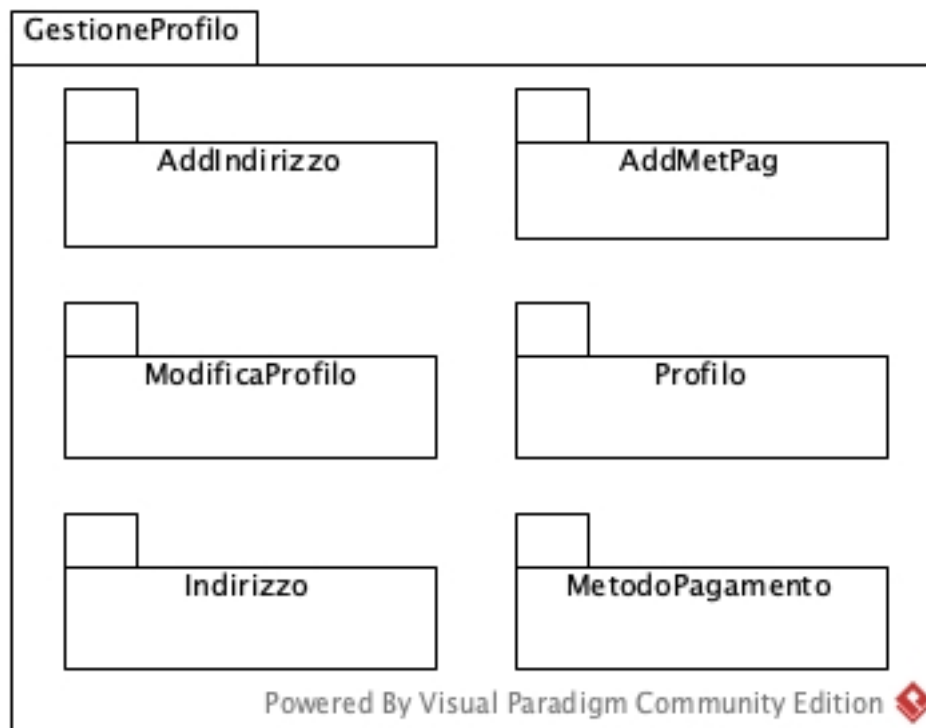 GestioneProfilo
AddIndirizzo
AddMetPag
ModificaProfilo
Profilo
Indirizzo
MetodoPagamento
Powered By Visual Paradigm Community Edition